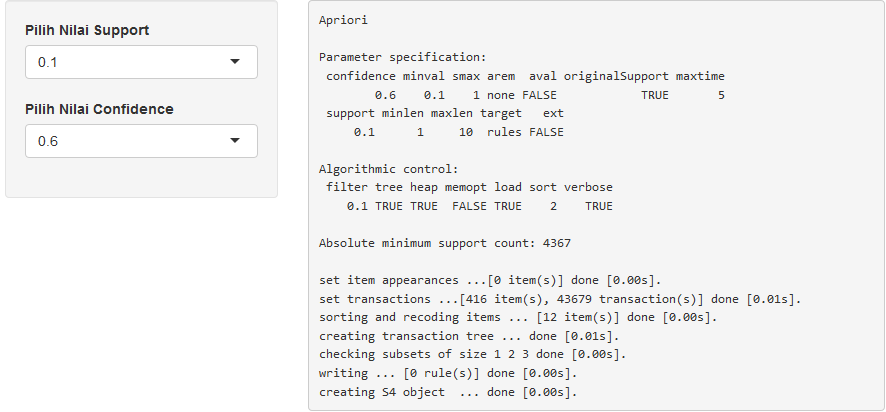 Pilih Nilai Support
0.1
Pilih Nilai Confidence
0.6
Apriori
Parameter specification:
confidence minval smax arem  aval originalSupport maxtime
0.6    0.1    1 none FALSE            TRUE       5
support minlen maxlen target   ext
0.1      1     10  rules FALSE
Algorithmic control:
filter tree heap memopt load sort verbose
0.1 TRUE TRUE  FALSE TRUE    2    TRUE
Absolute minimum support count: 4367
set item appearances ...[0 item(s)] done [0.00s].
set transactions ...[416 item(s), 43679 transaction(s)] done [0.01s].
sorting and recoding items ... [12 item(s)] done [0.00s].
creating transaction tree ... done [0.01s].
checking subsets of size 1 2 3 done [0.00s].
writing ... [0 rule(s)] done [0.00s].
creating S4 object  ... done [0.00s].